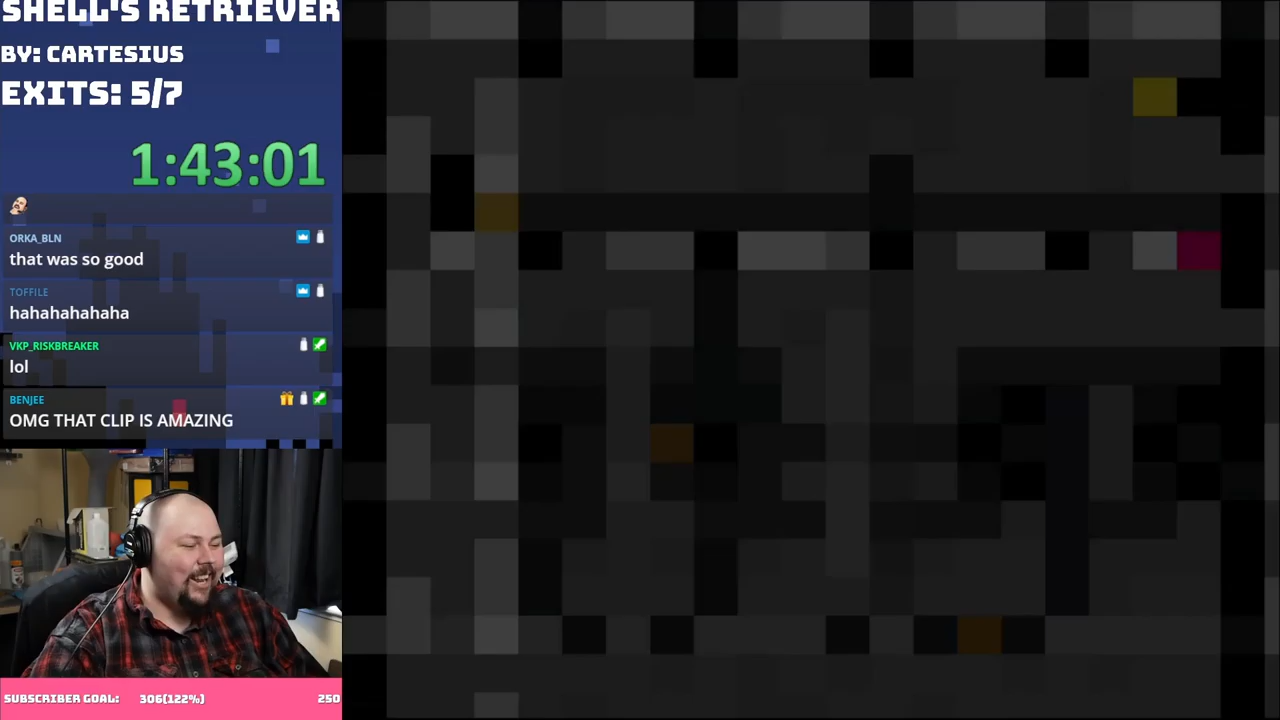 SHELL'S RETRIEVER
BY: CARTESIUS
EXITS: 5/7
1:43:01
ORKA_BLN
that was so good
TOFFILE
hahahahahaha
VKP_RISKBREAKER
lol
BENJEE
OMG THAT CLIP IS AMAZING
SUBSCRIBER GOAL: 306(122%) 250